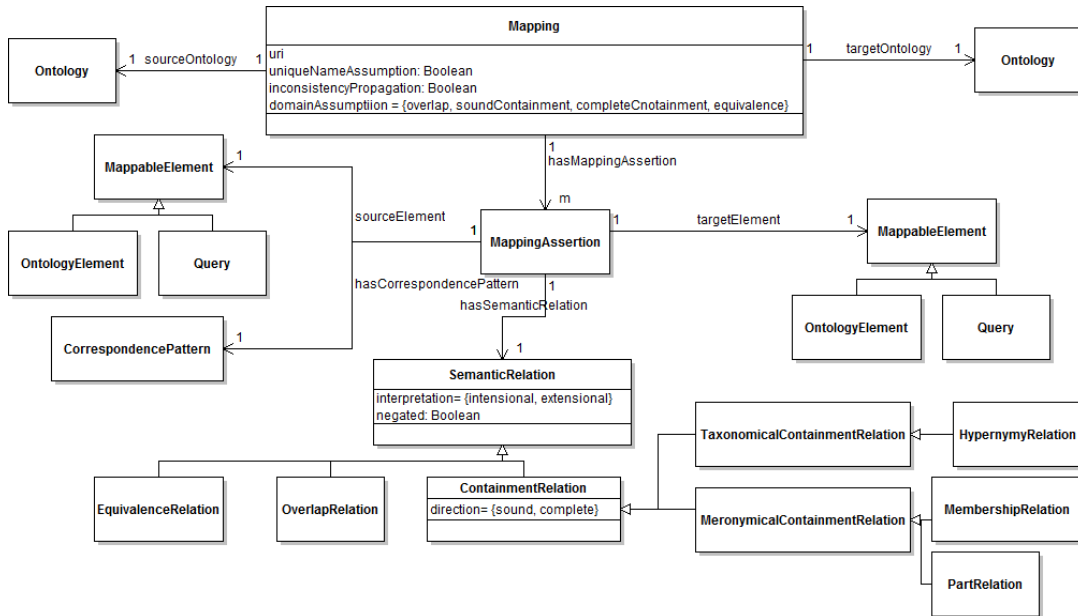 Mapping
uri
uniqueNameAssumption: Boolean
inconsistencyPropagation: Boolean
domainAssumptiion = {overlap, soundContainment, completeCnotainment, equivalence}
Ontology
1 sourceOntology 1
1 targetOntology 1
Ontology
1
hasMappingAssertion
m
MappableElement
1
OntologyElement
Query
sourceElement
1
MappingAssertion
1 targetElement 1
MappableElement
OntologyElement
Query
hasCorrespondencePattern
1
CorrespondencePattern
1
hasSemanticRelation
1
SemanticRelation
interpretation= {intensional, extensional}
negated: Boolean
EquivalenceRelation
OverlapRelation
ContainmentRelation
direction= {sound, complete}
TaxonomicalContainmentRelation
HypernymyRelation
MeronymicalContainmentRelation
MembershipRelation
PartRelation